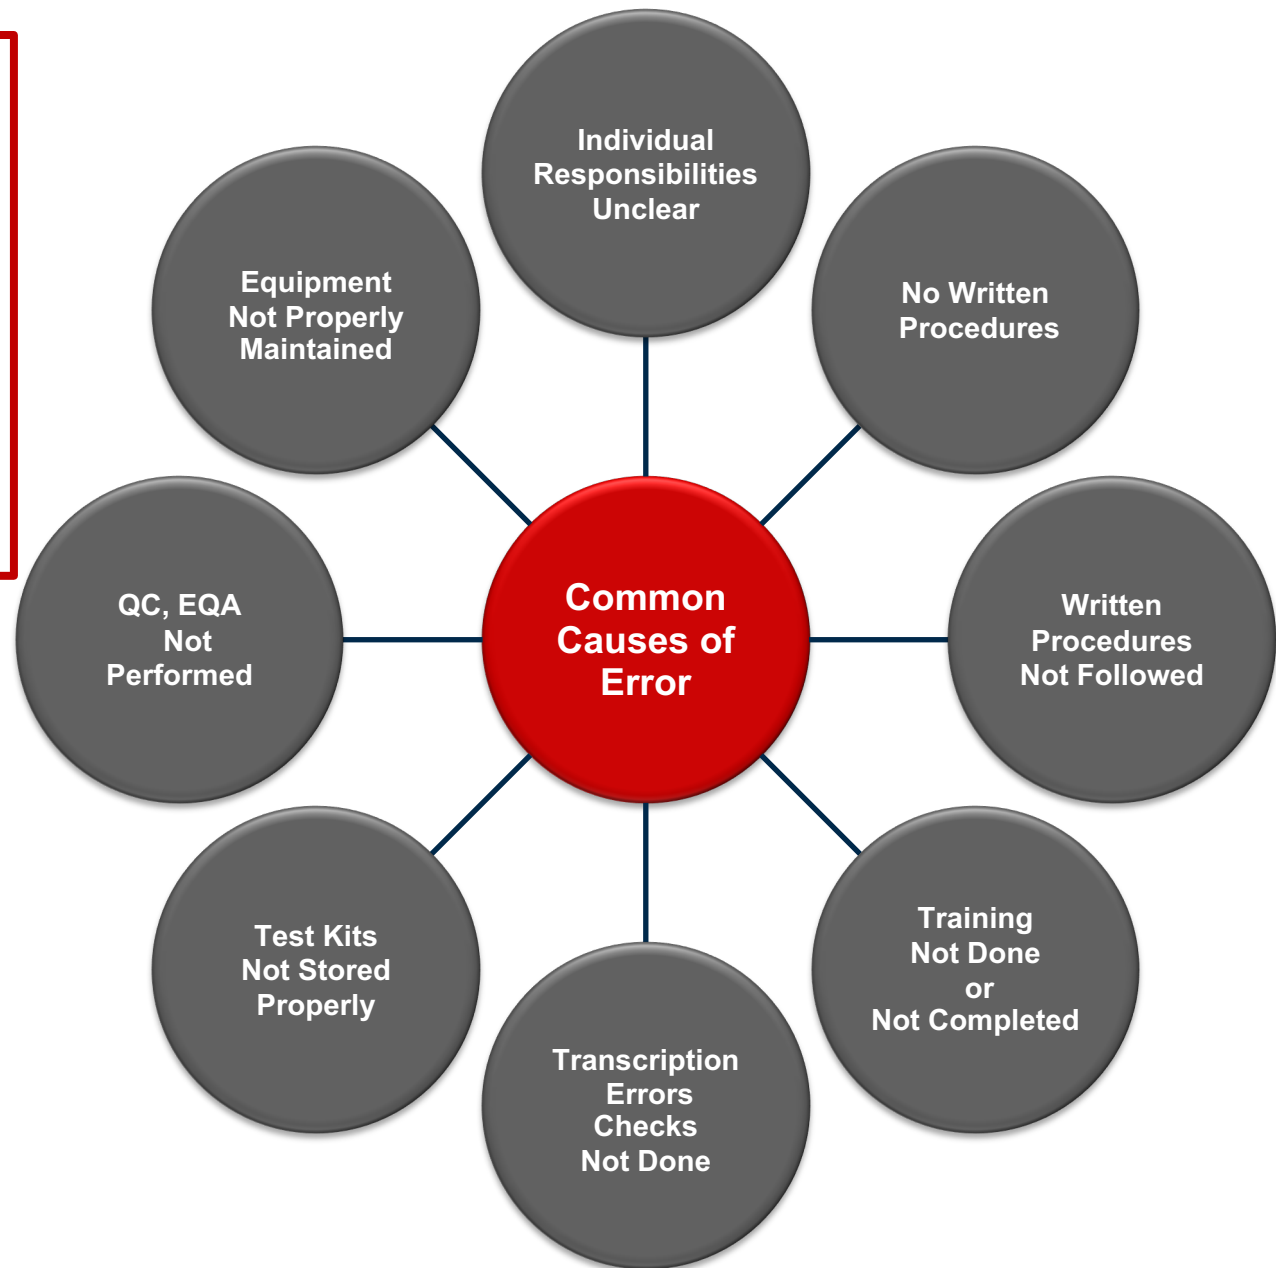 Individual
Responsibilities
Unclear
No Written
Procedures
Written
Procedures
Not Followed
Training
Not Done
or
Not Completed
Transcription
Errors
Checks
Not Done
Test Kits
Not Stored
Properly
QC, EQA
Not
Performed
Equipment
Not Properly
Maintained
Common
Causes of
Error